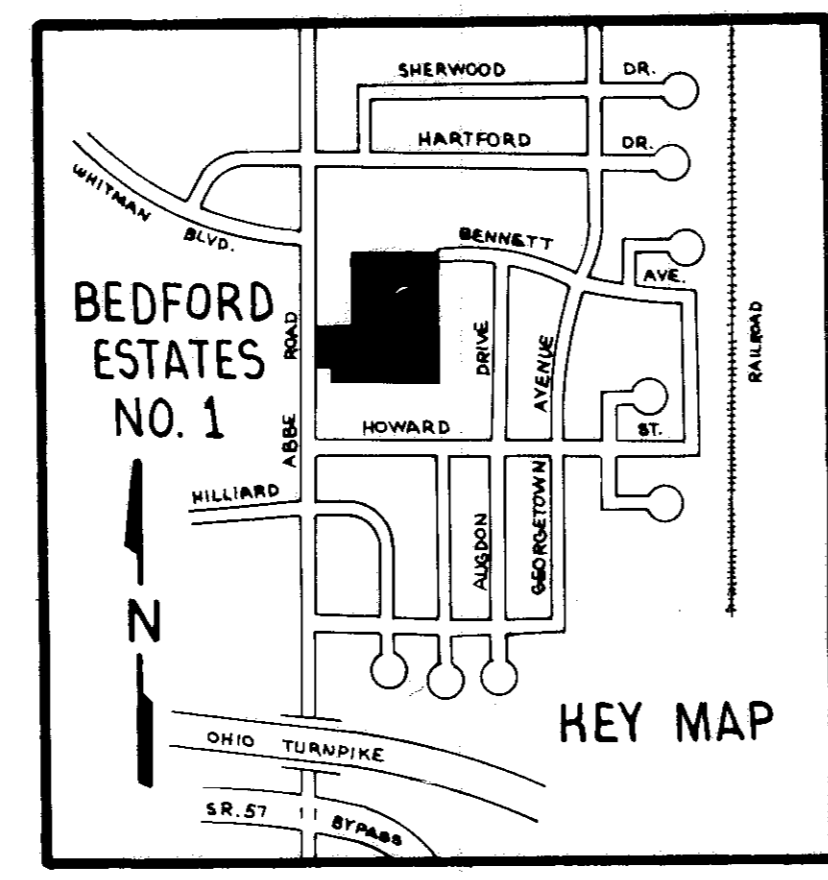 SHERWOOD DR.
HARTFORD DR.
WHITMAN BLVD.
BENNETT AVE.
BEDFORD
ESTATES
NO. 1
ABBE ROAD
DRIVE
AVENUE
RAILROAD
HOWARD ST.
HILLIARD
AUGDON
GEORGETOWN
N
KEY MAP
OHIO TURNPIKE
SR. 57 BYPASS